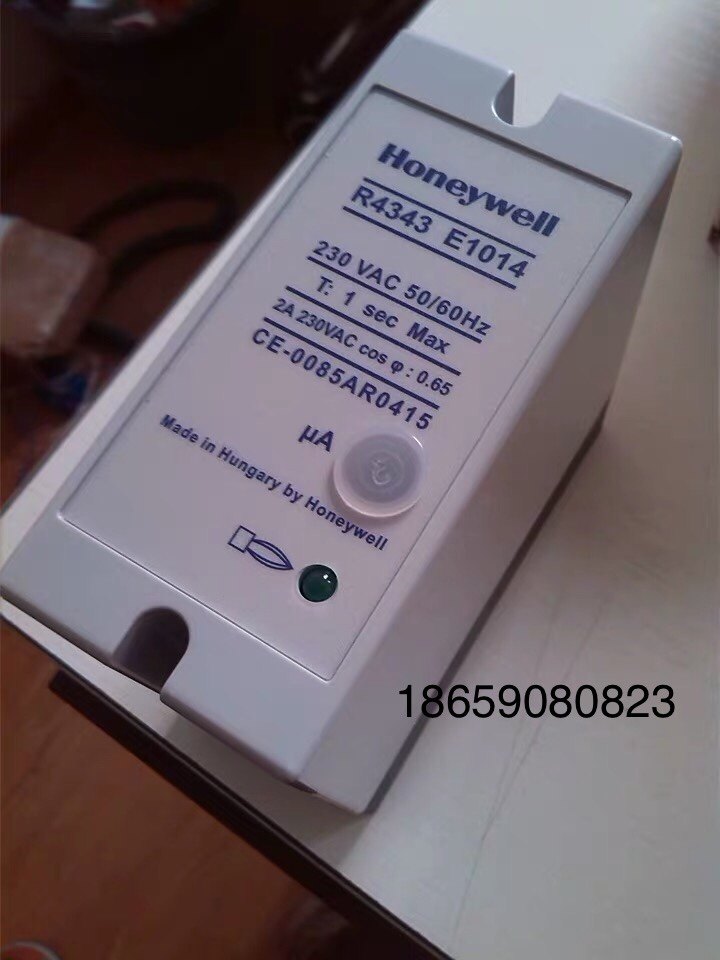 Honeywell
R4343 E1014
230 VAC 50/60Hz
T: 1 sec Max
2A 230VAC cos φ : 0.65
CE-0085AR0415
µA
Made in Hungary by Honeywell
18659080823